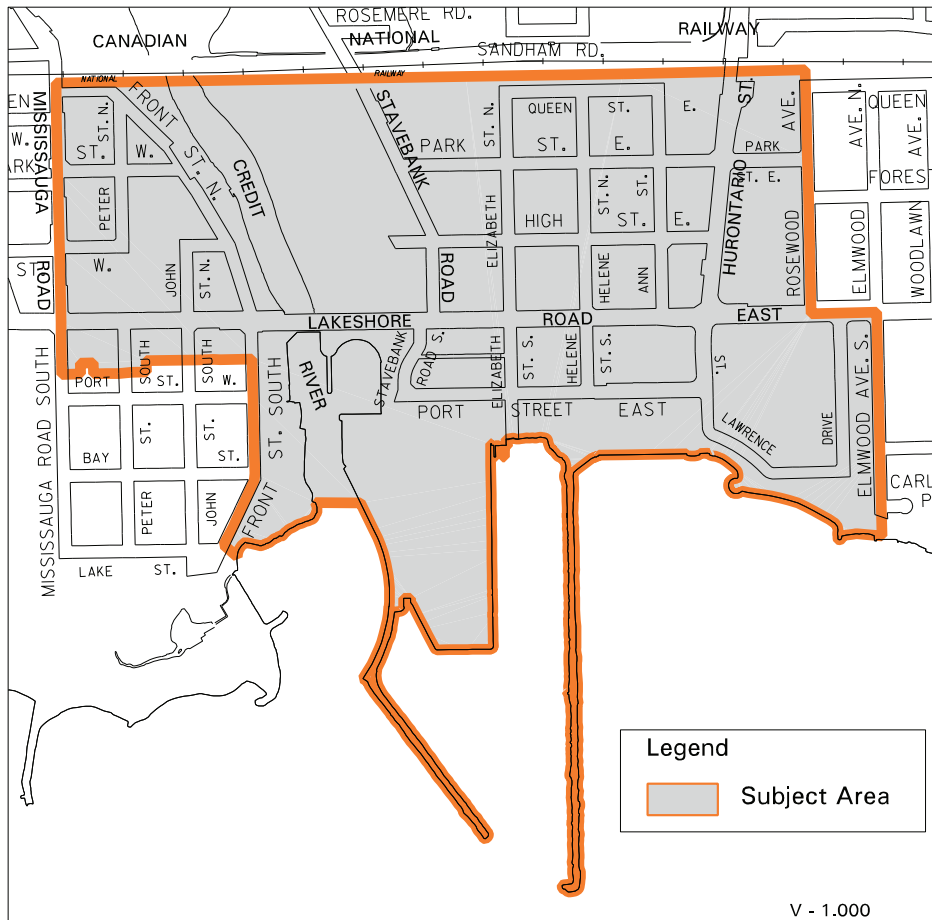 ROSEMERE RD.
CANADIAN NATIONAL RAILWAY
SANDHAM RD.
NATIONAL RAILWAY
MISSISSAUGA ROAD
FRONT ST. N.
CREDIT RIVER
STAVEBANK ROAD
QUEEN ST. E.
PARK ST. E.
PARK ST. E.
HIGH ST. E.
ST. W.
W.
W.
ST.
PETER ST. N.
JOHN ST. N.
ELIZABETH ST. N.
HELENE ST. N.
ANN ST.
HURONTARIO ST.
ROSEWOOD AVE.
ELMWOOD AVE. N.
WOODLAWN AVE.
QUEEN
FOREST
LAKESHORE ROAD EAST
STAVEBANK ROAD S.
ELIZABETH ST. S.
HELENE ST. S.
PORT STREET EAST
ST.
LAWRENCE DRIVE
ELMWOOD AVE. S.
CARL
P
MISSISSAUGA ROAD SOUTH
PORT ST. W.
SOUTH
SOUTH
BAY ST.
PETER ST.
JOHN ST.
FRONT ST. SOUTH
LAKE ST.
Legend
Subject Area
V - 1.000